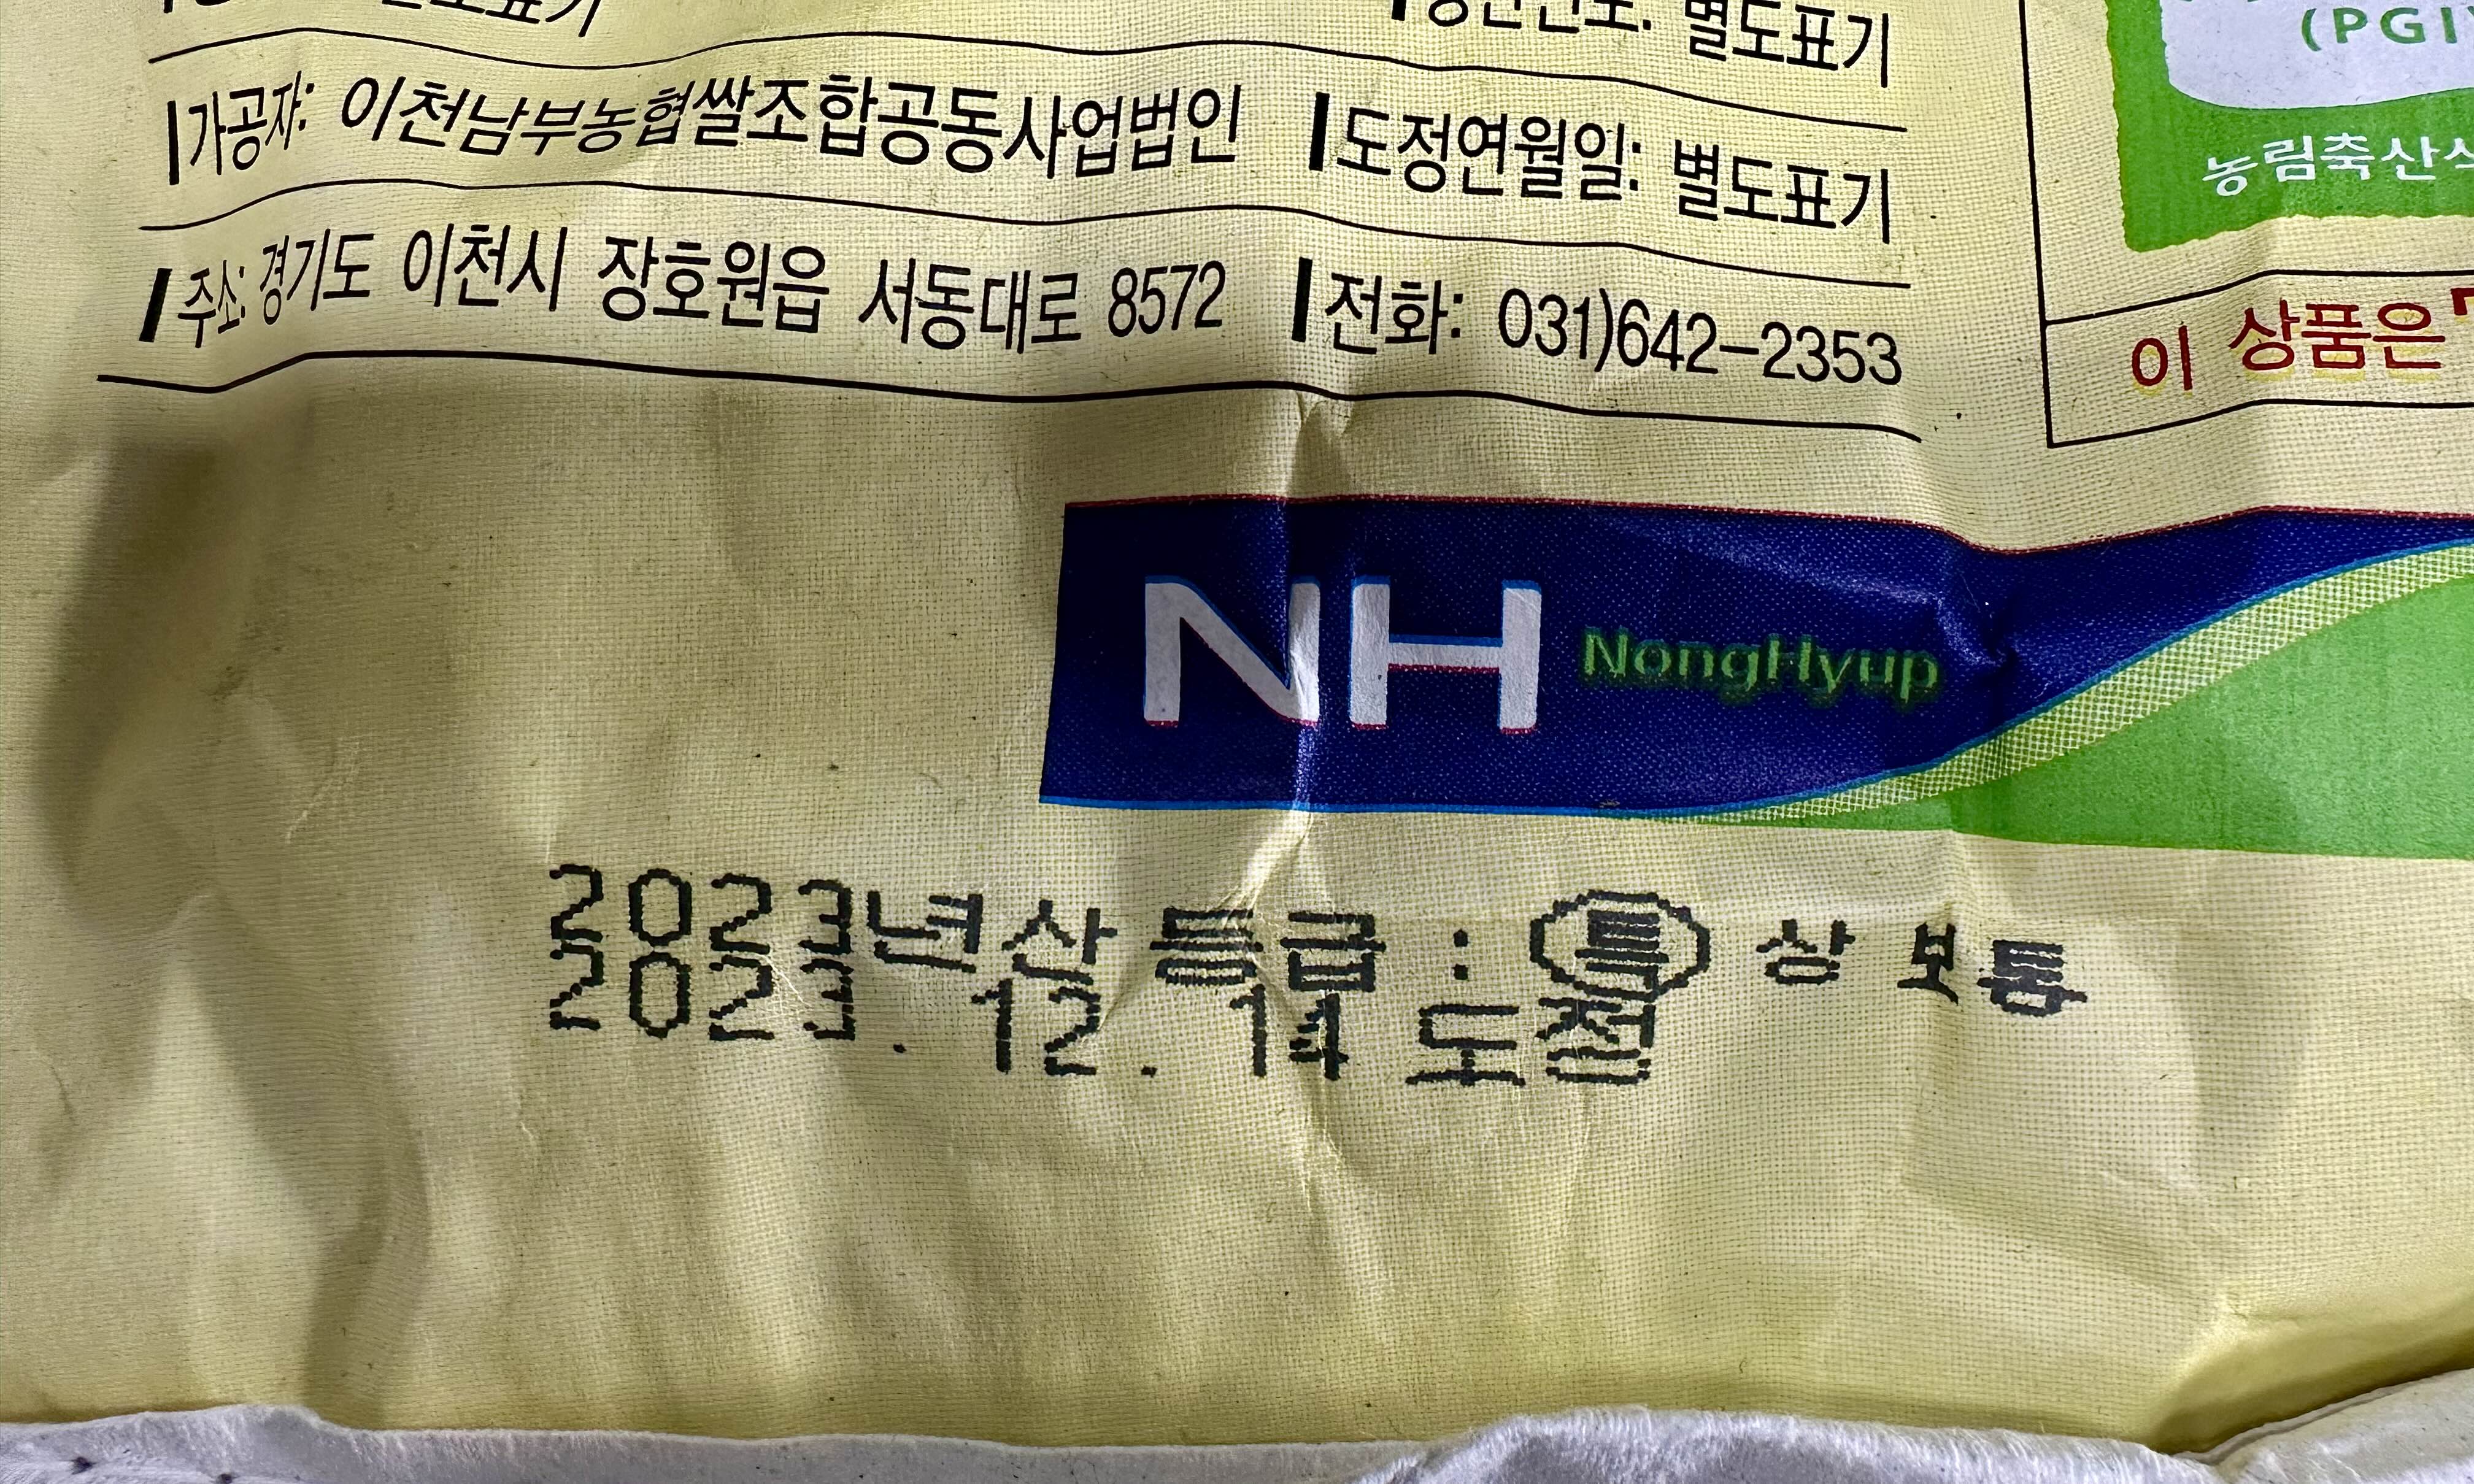 별도표기
가공자: 이천남부농협쌀조합공동사업법인 도정연월일: 별도표기
주소: 경기도 이천시 장호원읍 서동대로 8572 전화: 031)642-2353
(PGI)
농림축산식
이 상품은
NH NongHyup
2023년산 등급 : 특 상 보통
2023. 12. 14 도정